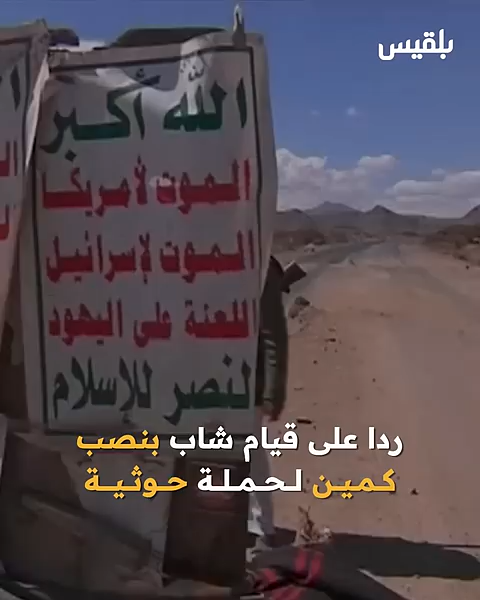 بلقيس
الله أكبر
الموت لأمريكا
الموت لإسرائيل
اللعنة على اليهود
النصر للإسلام
ردا على قيام شاب بنصب
كمين لحملة حوثية